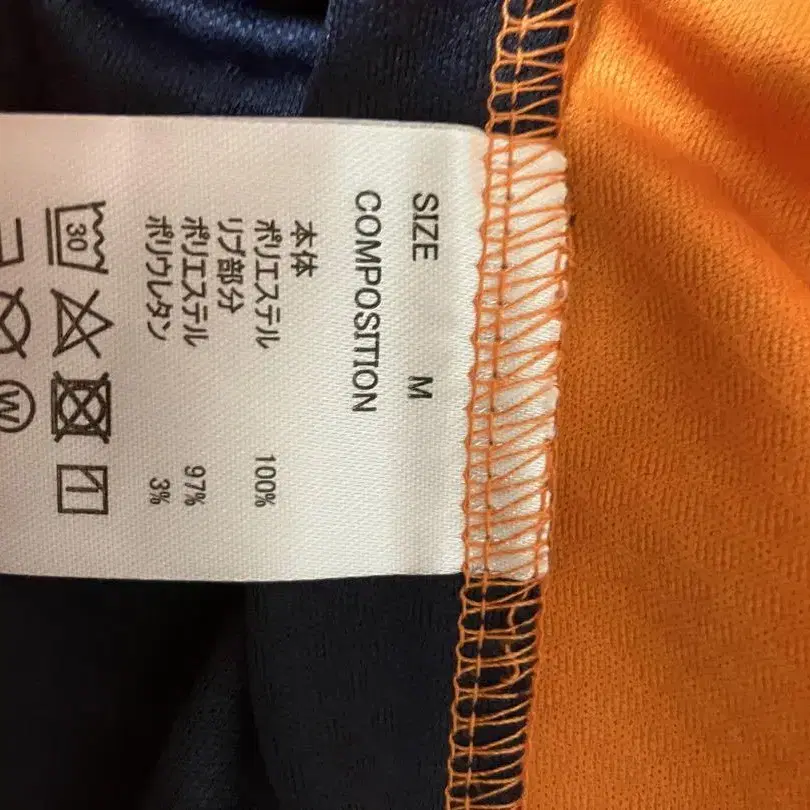 SIZE M
COMPOSITION
本体
ポリエステル 100%
リブ部分
ポリエステル 97%
ポリウレタン 3%
30
W